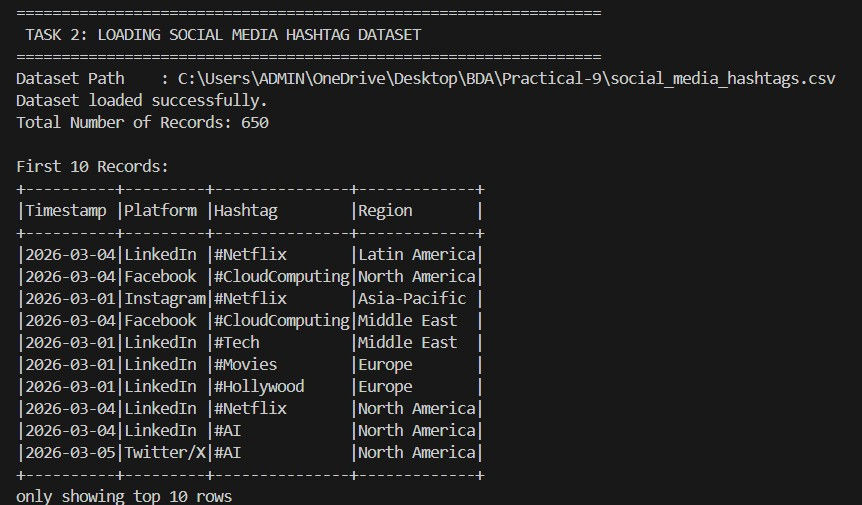 =================================================================
 TASK 2: LOADING SOCIAL MEDIA HASHTAG DATASET
=================================================================
Dataset Path    : C:\Users\ADMIN\OneDrive\Desktop\BDA\Practical-9\social_media_hashtags.csv
Dataset loaded successfully.
Total Number of Records: 650
First 10 Records:
+----------+---------+---------------+-------------+
|Timestamp |Platform |Hashtag        |Region       |
+----------+---------+---------------+-------------+
|2026-03-04|LinkedIn |#Netflix       |Latin America|
|2026-03-04|Facebook |#CloudComputing|North America|
|2026-03-01|Instagram|#Netflix       |Asia-Pacific |
|2026-03-04|Facebook |#CloudComputing|Middle East  |
|2026-03-01|LinkedIn |#Tech          |Middle East  |
|2026-03-01|LinkedIn |#Movies        |Europe       |
|2026-03-01|LinkedIn |#Hollywood     |Europe       |
|2026-03-04|LinkedIn |#Netflix       |North America|
|2026-03-04|LinkedIn |#AI            |North America|
|2026-03-05|Twitter/X|#AI            |North America|
+----------+---------+---------------+-------------+
only showing top 10 rows